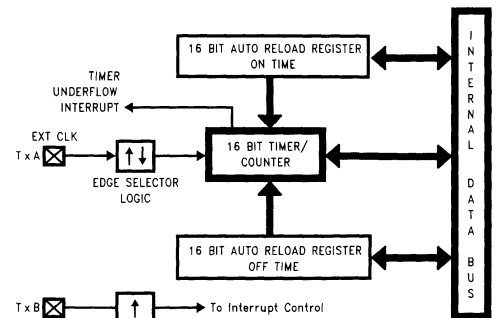 16 BIT AUTO RELOAD REGISTER
ON TIME
TIMER
UNDERFLOW
INTERRUPT
EXT CLK
TxA
16 BIT TIMER/
COUNTER
EDGE SELECTOR
LOGIC
16 BIT AUTO RELOAD REGISTER
OFF TIME
TxB
To Interrupt Control
INTERNAL DATA BUS